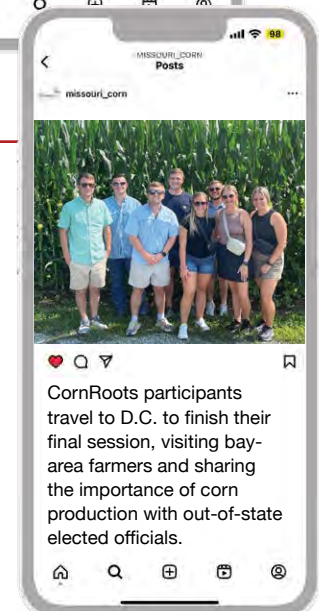 98
MISSOURI_CORN
Posts
missouri_corn
CornRoots participants
travel to D.C. to finish their
final session, visiting bay-
area farmers and sharing
the importance of corn
production with out-of-state
elected officials.